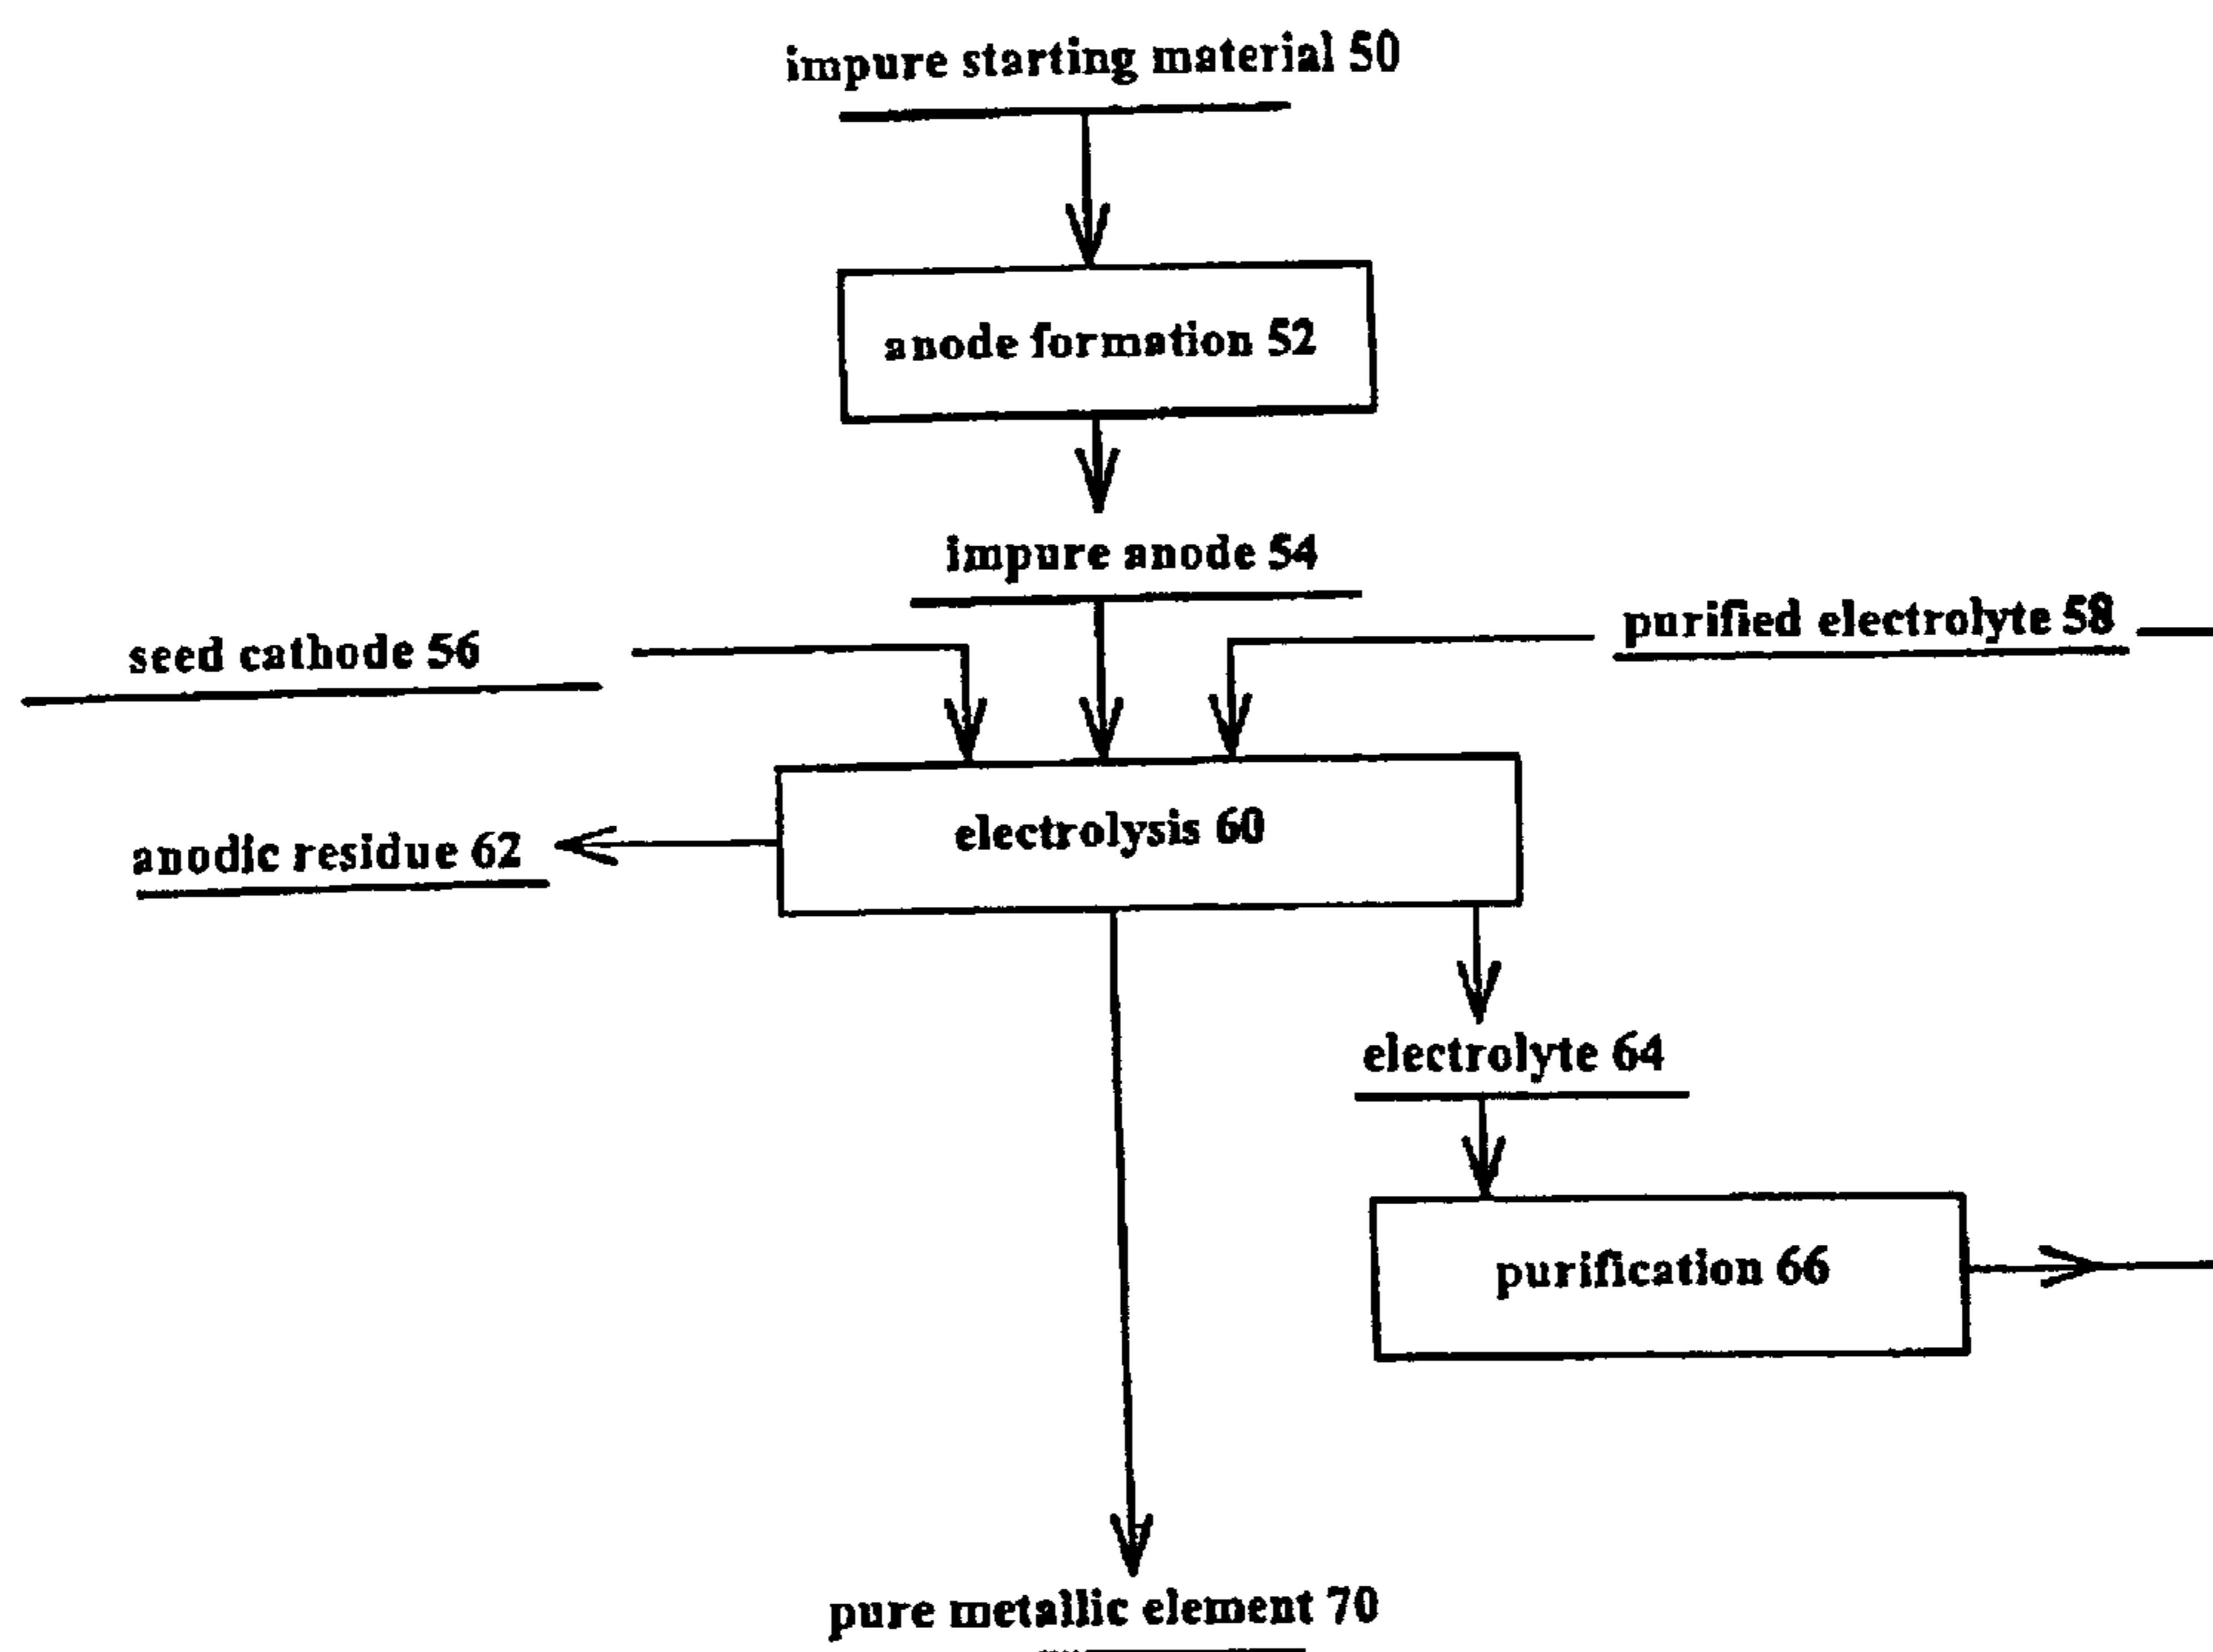 impure starting material 50
anode formation 52
impure anode 54
seed cathode 56
purified electrolyte 58
electrolysis 60
anodic residue 62
electrolyte 64
purification 66
pure metallic element 70